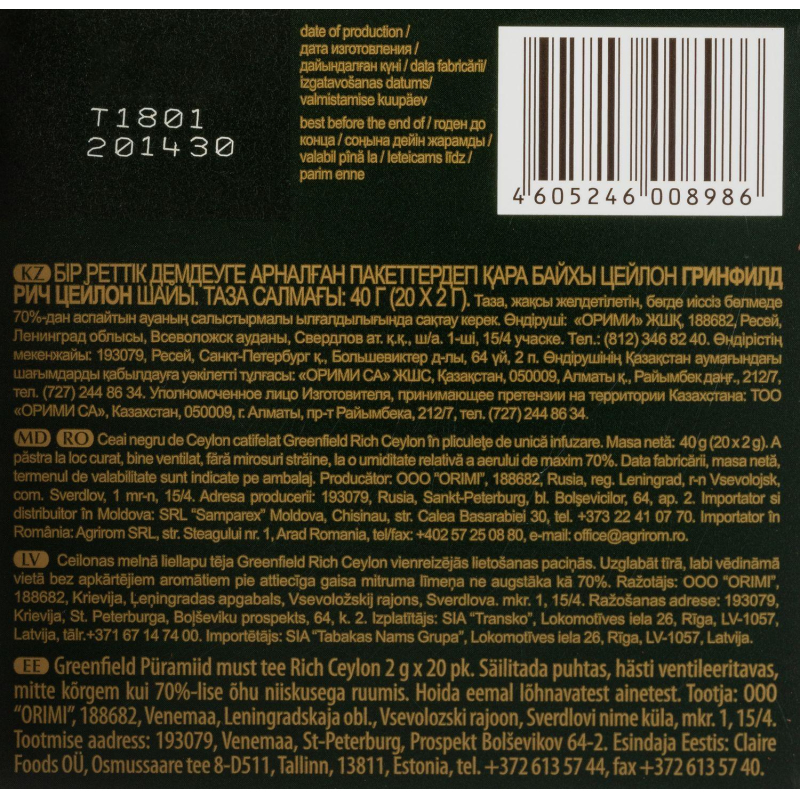 date of production /
дата изготовления /
дайындалған күні / data fabricării/
izgatavošanas datums/
valmistamise kuupäev
best before the end of / годен до
конца / соңына дейін жарамды /
valabil pînă la / leteicams līdz /
parim enne
T1801
201430
4 605246 008986
KZ БІР РЕТТІК ДЕМДЕУГЕ АРНАЛҒАН ПАКЕТТЕРДЕГІ ҚАРА БАЙХЫ ЦЕЙЛОН ГРИНФИЛД
РИЧ ЦЕЙЛОН ШАЙЫ. ТАЗА САЛМАҒЫ: 40 Г (20 X 2 Г). Таза, жақсы желдетілетін, бөгде иіссіз бөлмеде
70%-дан аспайтын ауаның салыстырмалы ылғалдылығында сақтау керек. Өндіруші: «ОРИМИ» ЖШҚ, 188682, Ресей,
Ленинград облысы, Всеволожск ауданы, Свердлов ат. қ.қ., ш/а. 1-ші, 15/4 учаске. Тел.: (812) 346 82 40. Өндірістің
мекенжайы: 193079, Ресей, Санкт-Петербург қ., Большевиктер д-лы, 64 үй, 2 п. Өндірушінің Қазақстан аумағындағы
шағымдарды қабылдауға уәкілетті тұлғасы: «ОРИМИ СА» ЖШС, Қазақстан, 050009, Алматы қ., Райымбек даңғ., 212/7,
тел. (727) 244 86 34. Уполномоченное лицо Изготовителя, принимающее претензии на территории Казахстана: ТОО
«ОРИМИ СА», Казахстан, 050009, г. Алматы, пр-т Райымбека, 212/7, тел. (727) 244 86 34.
MD RO Ceai negru de Ceylon catifelat Greenfield Rich Ceylon în pliculeţe de unică infuzare. Masa netă: 40 g (20 x 2 g). A
păstra la loc curat, bine ventilat, fără mirosuri străine, la o umiditate relativă a aerului de maxim 70%. Data fabricării, masa netă,
termenul de valabilitate sunt indicate pe ambalaj. Producător: OOO "ORIMI", 188682, Rusia, reg. Leningrad, r-n Vsevolojsk,
com. Sverdlov, 1 mr-n, 15/4. Adresa producerii: 193079, Rusia, Sankt-Peterburg, bl. Bolşevicilor, 64, ap. 2. Importator si
distribuitor în Moldova: SRL "Samparex" Moldova, Chisinau, str. Calea Basarabiei 30, tel. +373 22 41 07 70. Importator în
România: Agrirom SRL, str. Steagului nr. 1, Arad Romania, tel/fax: +402 57 25 08 80, e-mail: office@agrirom.ro.
LV Ceilonas melnā liellapu tēja Greenfield Rich Ceylon vienreizējās lietošanas paciņās. Uzglabāt tīrā, labi vēdināmā
vietā bez apkārtējiem aromātiem pie attiecīga gaisa mitruma līmeņa ne augstāka kā 70%. Ražotājs: OOO "ORIMI",
188682, Krievija, Ļeņingradas apgabals, Vsevoložskij rajons, Sverdlova. mkr. 1, 15/4. Ražošanas adrese: 193079,
Krievija, St. Peterburga, Boļševiku prospekts, 64, k. 2. Izplatītājs: SIA "Transko", Lokomotīves iela 26, Rīga, LV-1057,
Latvija, tālr.+371 67 14 74 00. Importētājs: SIA "Tabakas Nams Grupa", Lokomotīves iela 26, Rīga, LV-1057, Latvija.
EE Greenfield Püramiid must tee Rich Ceylon 2 g x 20 pk. Säilitada puhtas, hästi ventileeritavas,
mitte kõrgem kui 70%-lise õhu niiskusega ruumis. Hoida eemal lõhnavatest ainetest. Tootja: OOO
"ORIMI", 188682, Venemaa, Leningradskaja obl., Vsevolozski rajoon, Sverdlovi nime küla, mkr. 1, 15/4.
Tootmise aadress: 193079, Venemaa, St-Peterburg, Prospekt Bolševikov 64-2. Esindaja Eestis: Claire
Foods OÜ, Osmussaare tee 8-D511, Tallinn, 13811, Estonia, tel. +372 613 57 44, fax +372 613 57 40.